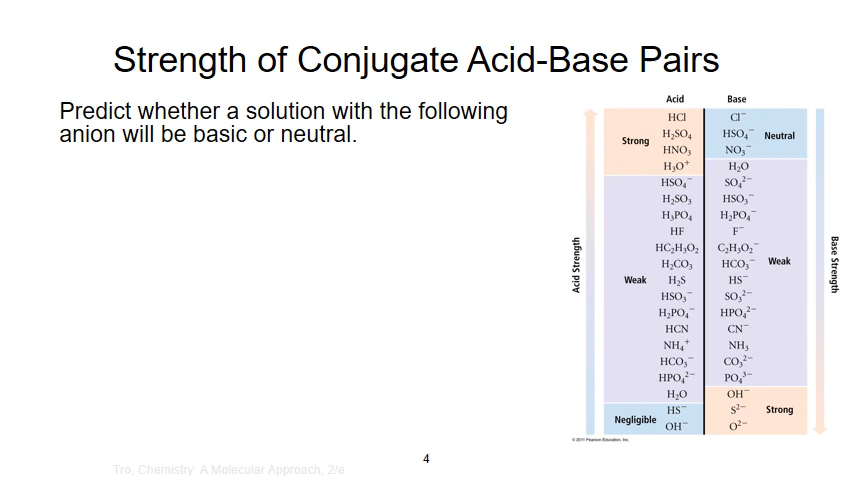 Strength of Conjugate Acid-Base Pairs
Predict whether a solution with the following
anion will be basic or neutral.
Acid Base
HCl Cl⁻
Strong H₂SO₄ HSO₄⁻ Neutral
HNO₃ NO₃⁻
H₃O⁺ H₂O
HSO₄⁻ SO₄²⁻
H₂SO₃ HSO₃⁻
H₃PO₄ H₂PO₄⁻
HF F⁻
HC₂H₃O₂ C₂H₃O₂⁻
H₂CO₃ HCO₃⁻ Weak
Weak H₂S HS⁻
HSO₃⁻ SO₃²⁻
H₂PO₄⁻ HPO₄²⁻
HCN CN⁻
NH₄⁺ NH₃
HCO₃⁻ CO₃²⁻
HPO₄²⁻ PO₄³⁻
H₂O OH⁻
Negligible HS⁻ S²⁻ Strong
OH⁻ O²⁻
Acid Strength
Base Strength
© 2011 Pearson Education, Inc.
4
Tro, Chemistry: A Molecular Approach, 2/e